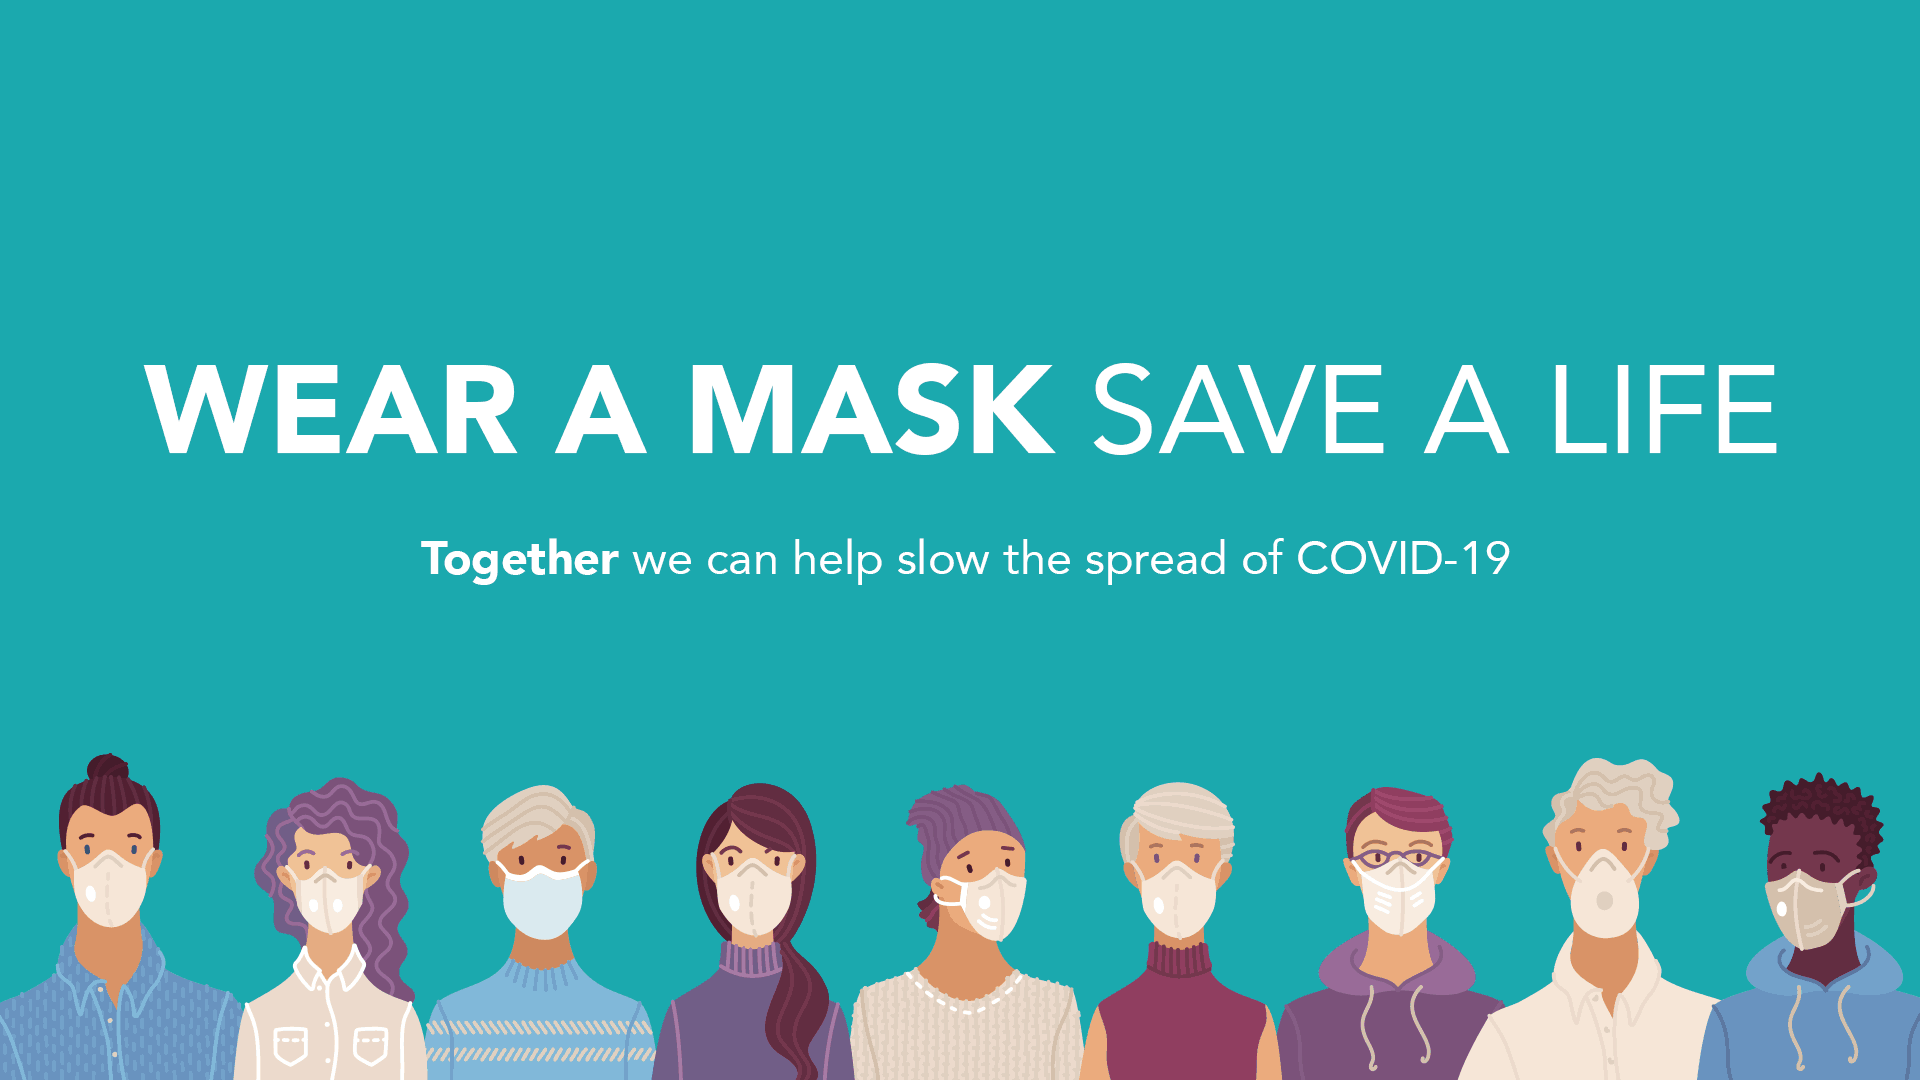 WEAR A MASK SAVE A LIFE
Together we can help slow the spread of COVID-19